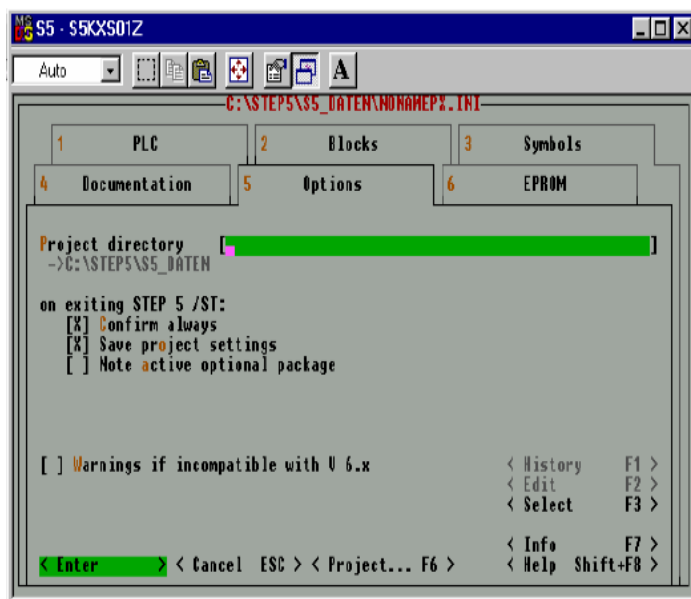 S5 - S5KXS01Z
Auto
A
C:\STEP5\S5_DATEN\NONAMEPX.INI
1 PLC 2 Blocks 3 Symbols
4 Documentation 5 Options 6 EPROM
Project directory [ ]
->C:\STEP5\S5_DATEN
on exiting STEP 5 /ST:
[X] Confirm always
[X] Save project settings
[ ] Note active optional package
[ ] Warnings if incompatible with V 6.x
< History F1 >
< Edit F2 >
< Select F3 >
< Info F7 >
< Enter > < Cancel ESC > < Project... F6 > < Help Shift+F8 >